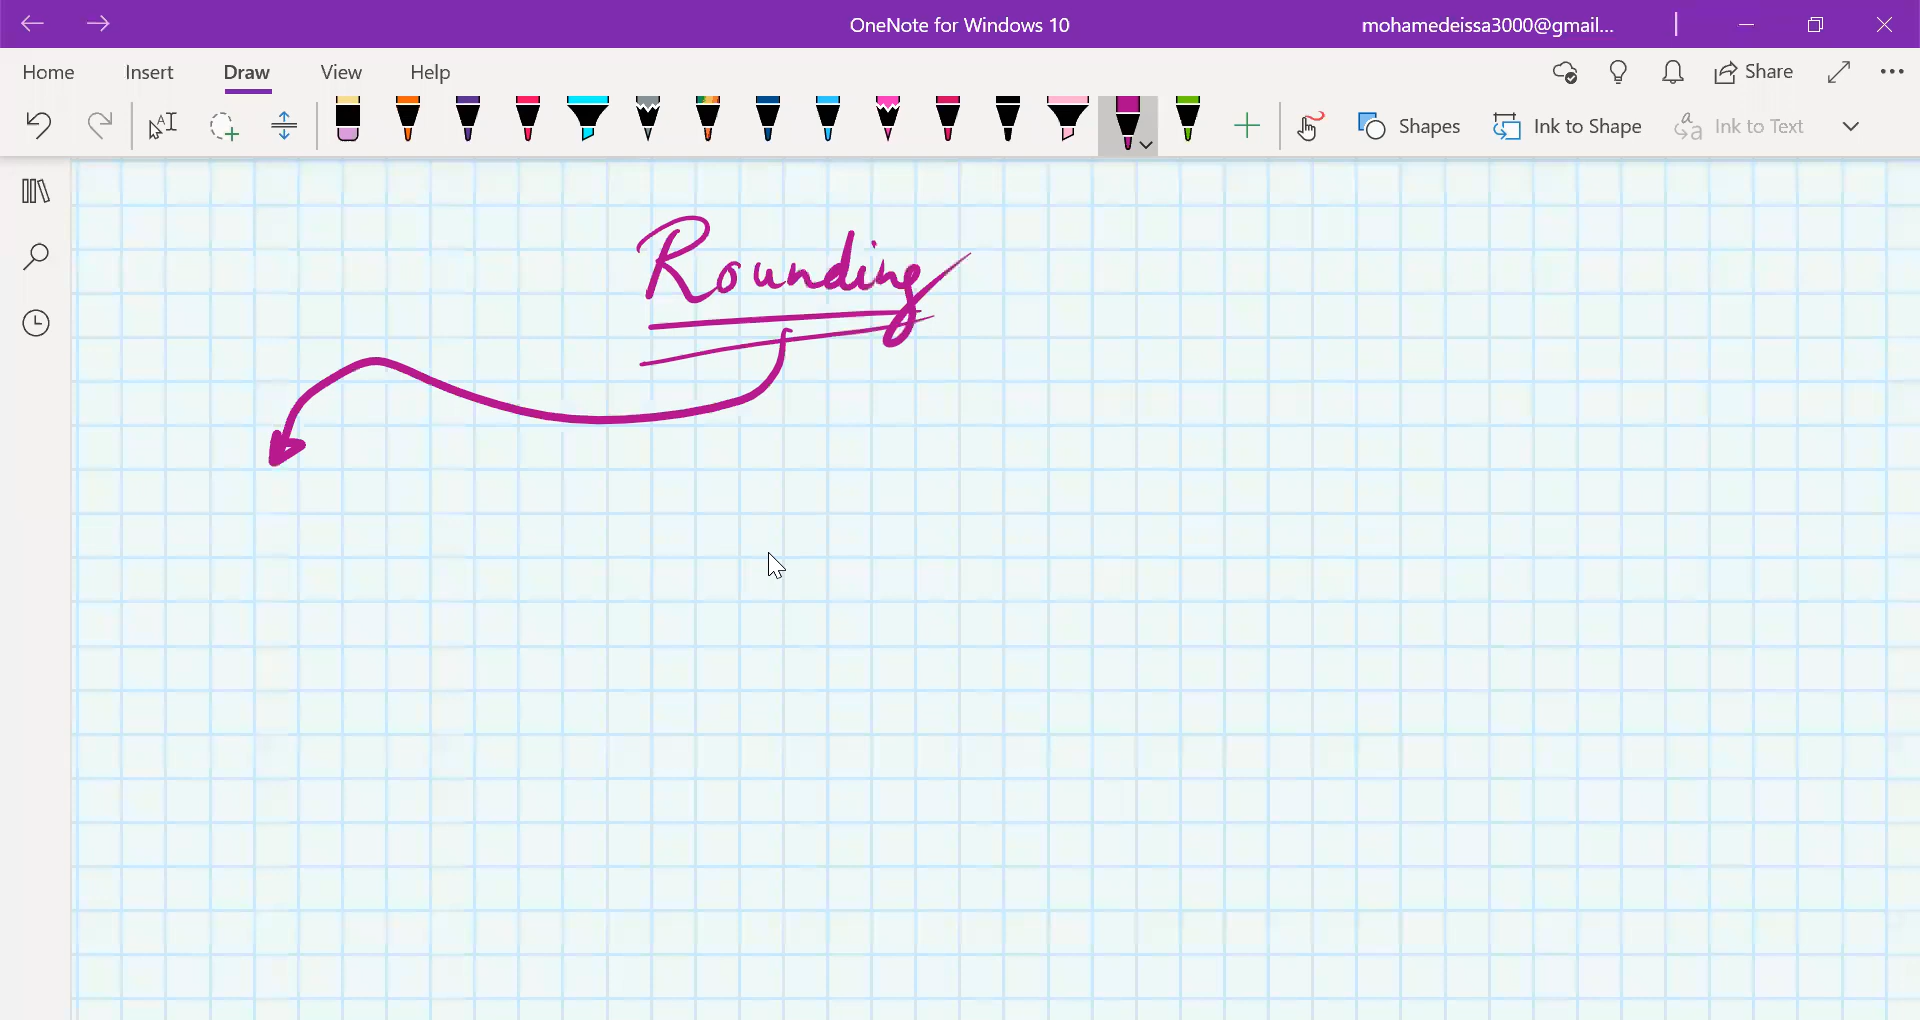 OneNote for Windows 10
mohamedeissa3000@gmail...
Home Insert Draw View Help
Share
Shapes Ink to Shape Ink to Text
Rounding